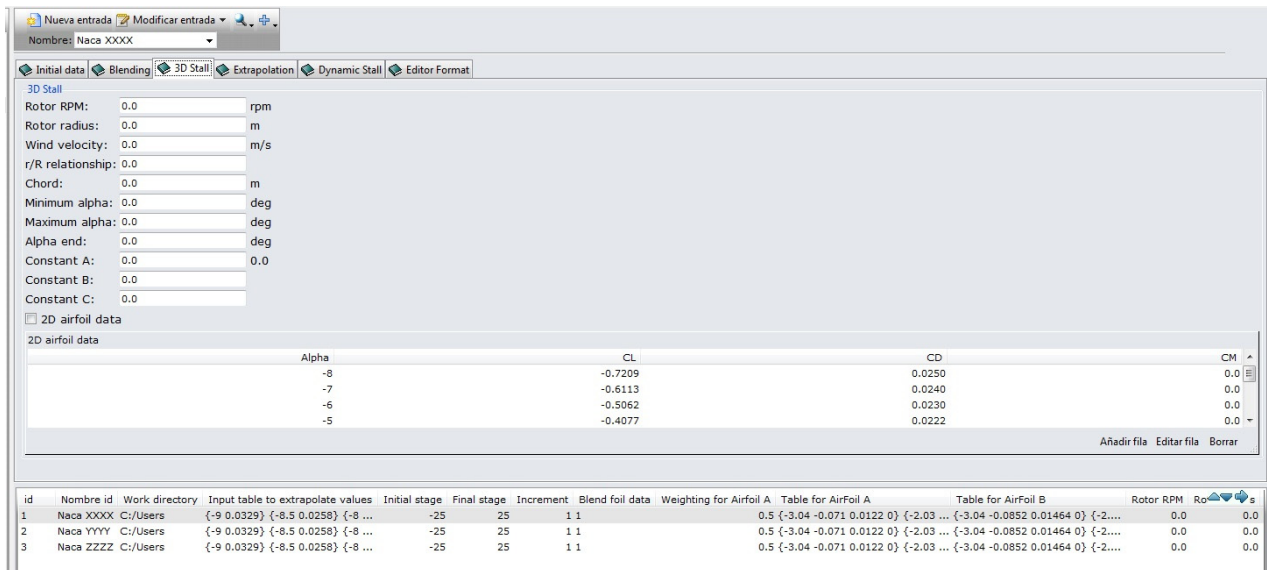 Nueva entrada Modificar entrada
Nombre: Naca XXXX
Initial data Blending 3D Stall Extrapolation Dynamic Stall Editor Format
3D Stall
Rotor RPM: 0.0 rpm
Rotor radius: 0.0 m
Wind velocity: 0.0 m/s
r/R relationship: 0.0
Chord: 0.0 m
Minimum alpha: 0.0 deg
Maximum alpha: 0.0 deg
Alpha end: 0.0 deg
Constant A: 0.0 0.0
Constant B: 0.0
Constant C: 0.0
2D airfoil data
2D airfoil data
Alpha CL CD CM
-8 -0.7209 0.0250 0.0
-7 -0.6113 0.0240 0.0
-6 -0.5062 0.0230 0.0
-5 -0.4077 0.0222 0.0
Añadir fila Editar fila Borrar
id Nombre id Work directory Input table to extrapolate values Initial stage Final stage Increment Blend foil data Weighting for Airfoil A Table for AirFoil A Table for AirFoil B Rotor RPM Ro s
1 Naca XXXX C:/Users {-9 0.0329} {-8.5 0.0258} {-8 ... -25 25 1 1 0.5 {-3.04 -0.071 0.0122 0} {-2.03 ... {-3.04 -0.0852 0.01464 0} {-2.... 0.0 0.0
2 Naca YYYY C:/Users {-9 0.0329} {-8.5 0.0258} {-8 ... -25 25 1 1 0.5 {-3.04 -0.071 0.0122 0} {-2.03 ... {-3.04 -0.0852 0.01464 0} {-2.... 0.0 0.0
3 Naca ZZZZ C:/Users {-9 0.0329} {-8.5 0.0258} {-8 ... -25 25 1 1 0.5 {-3.04 -0.071 0.0122 0} {-2.03 ... {-3.04 -0.0852 0.01464 0} {-2.... 0.0 0.0